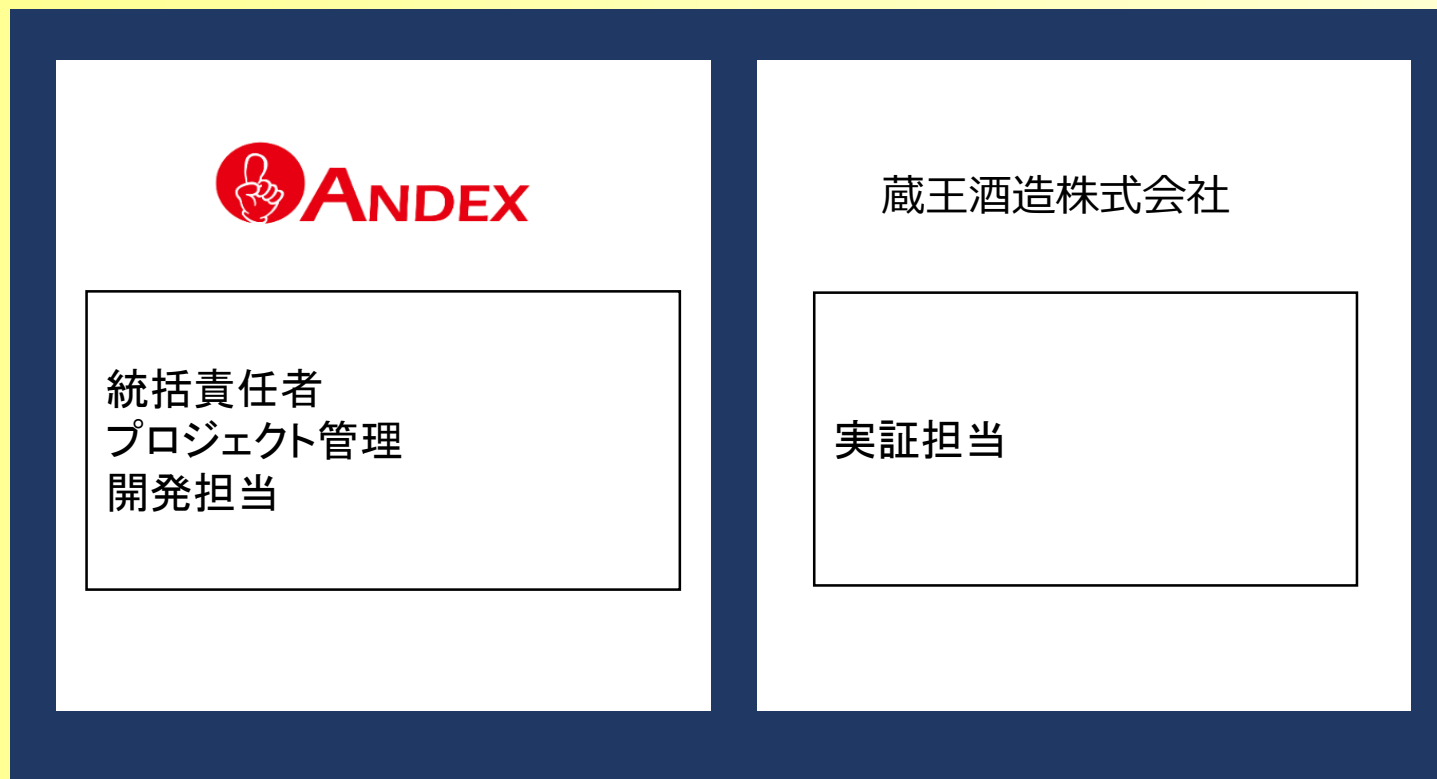 ANDEX
統括責任者
プロジェクト管理
開発担当
蔵王酒造株式会社
実証担当